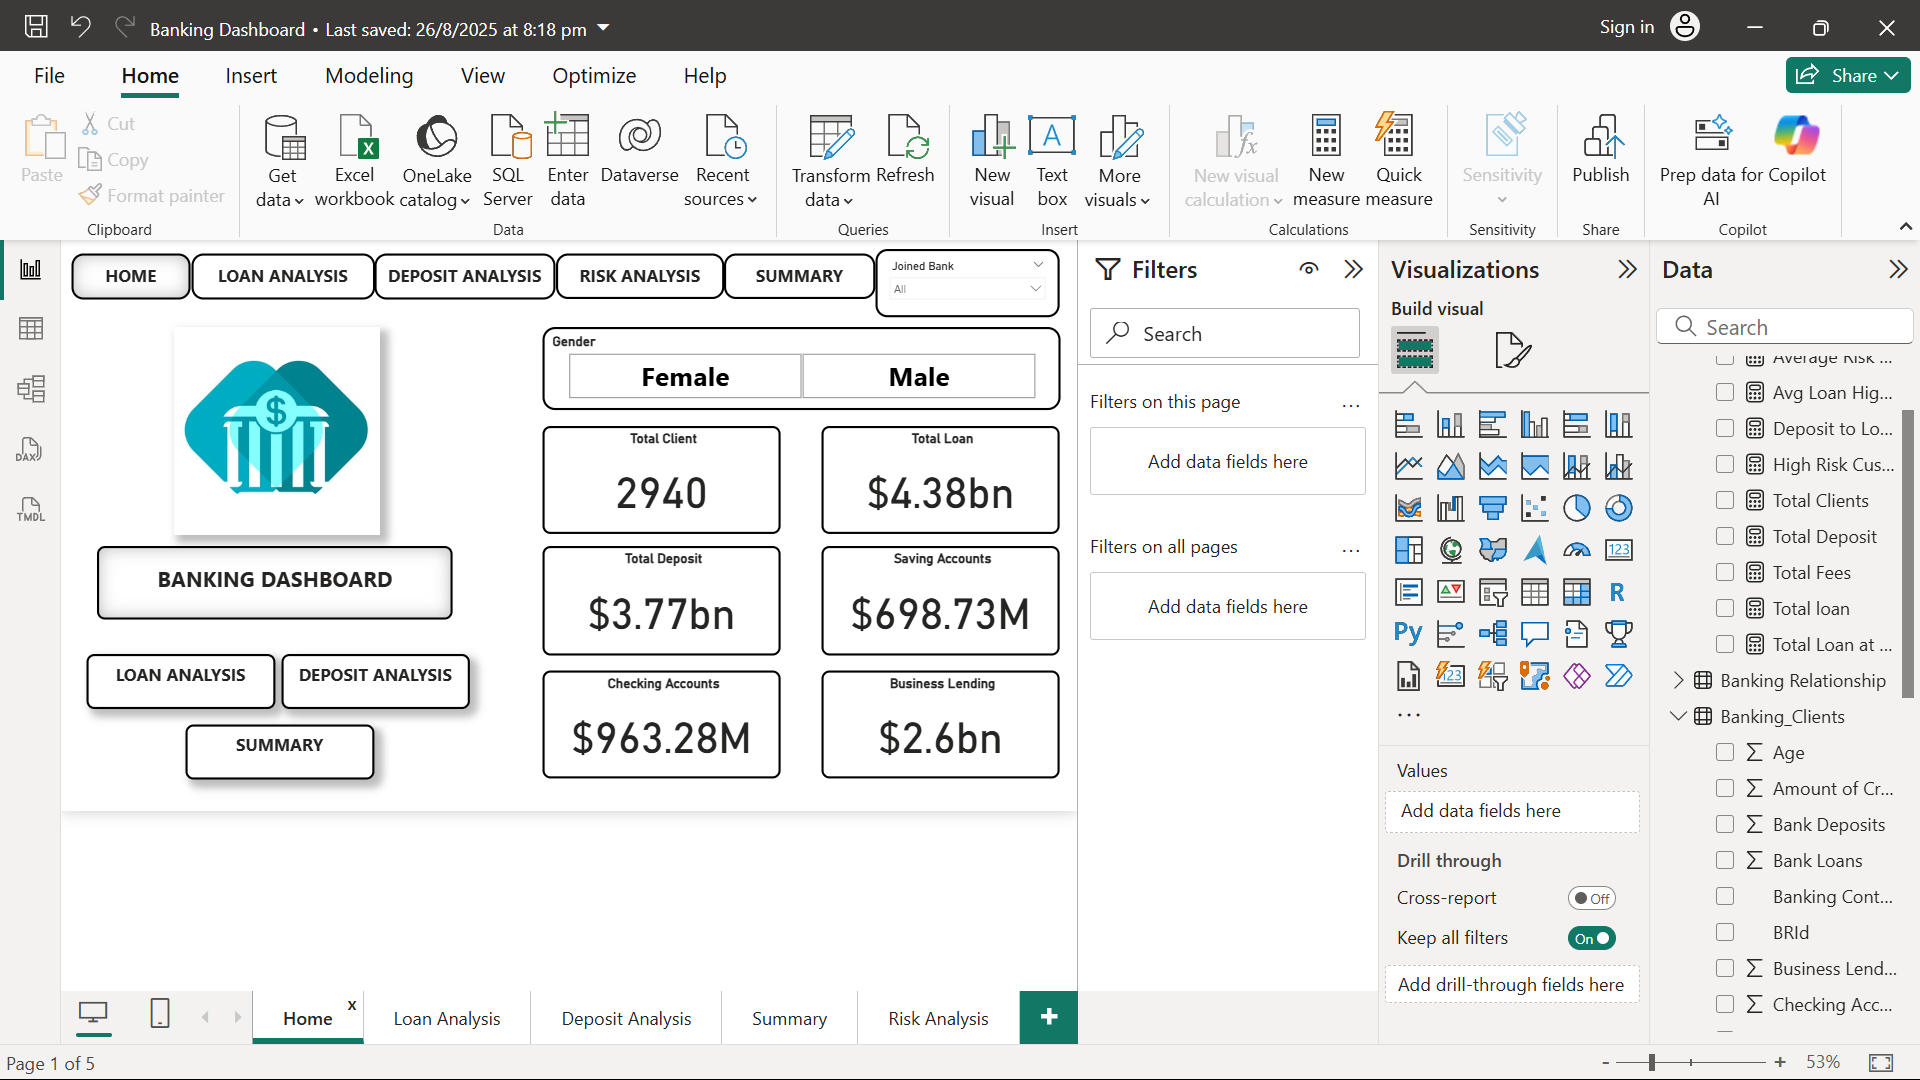 Banking Dashboard • Last saved: 26/8/2025 at 8:18 pm
Sign in
File
Home
Insert
Modeling
View
Optimize
Help
Share
Paste
Cut
Copy
Format painter
Clipboard
Get data
Excel workbook
OneLake catalog
SQL Server
Enter data
Dataverse
Recent sources
Data
Transform data
Refresh
Queries
New visual
Text box
More visuals
Insert
New visual calculation
New measure
Quick measure
Calculations
Sensitivity
Sensitivity
Publish
Share
Prep data for AI
Copilot
Copilot
HOME
LOAN ANALYSIS
DEPOSIT ANALYSIS
RISK ANALYSIS
SUMMARY
Joined Bank
All
Gender
Female
Male
$
BANKING DASHBOARD
LOAN ANALYSIS
DEPOSIT ANALYSIS
SUMMARY
Total Client
2940
Total Loan
$4.38bn
Total Deposit
$3.77bn
Saving Accounts
$698.73M
Checking Accounts
$963.28M
Business Lending
$2.6bn
DAX
TMDL
Filters
Search
Filters on this page
...
Add data fields here
Filters on all pages
...
Add data fields here
Visualizations
Build visual
123
R
Py
123
...
Values
Add data fields here
Drill through
Cross-report
Off
Keep all filters
On
Add drill-through fields here
Data
Search
Average Risk ...
Avg Loan Hig...
Deposit to Lo...
High Risk Cus...
Total Clients
Total Deposit
Total Fees
Total loan
Total Loan at ...
Banking Relationship
Banking_Clients
Age
Amount of Cr...
Bank Deposits
Bank Loans
Banking Cont...
BRId
Business Lend...
Checking Acc...
Home
x
Loan Analysis
Deposit Analysis
Summary
Risk Analysis
+
Page 1 of 5
-
+
53%